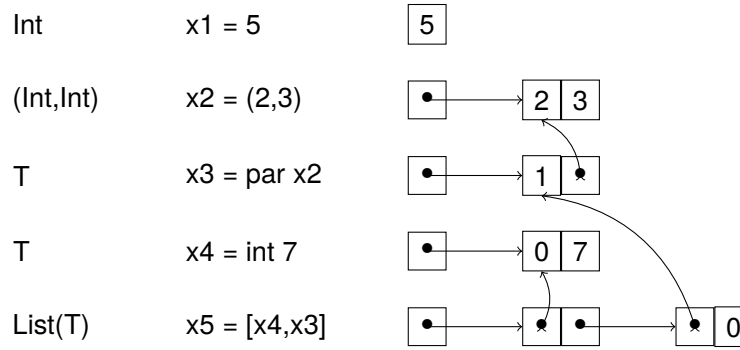 Int x1 = 5 5
(Int,Int) x2 = (2,3) 2 3
T x3 = par x2 1
T x4 = int 7 0 7
List(T) x5 = [x4,x3] 0